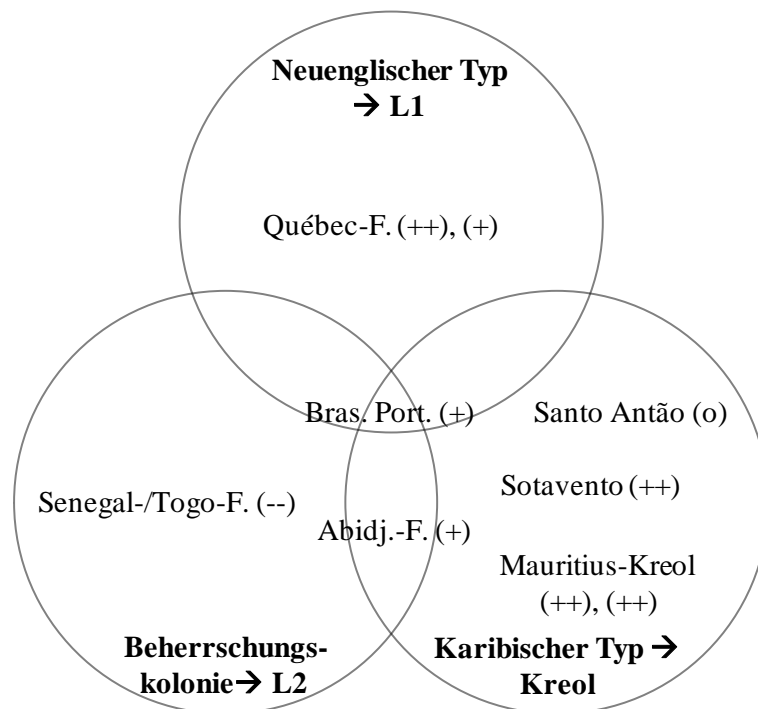 Neuenglischer Typ
→ L1
Québec-F. (++), (+)
Bras. Port. (+)
Santo Antão (o)
Sotavento (++)
Senegal-/Togo-F. (--)
Abidj.-F. (+)
Mauritius-Kreol
(++), (++)
Beherrschungs-
kolonie→ L2
Karibischer Typ →
Kreol